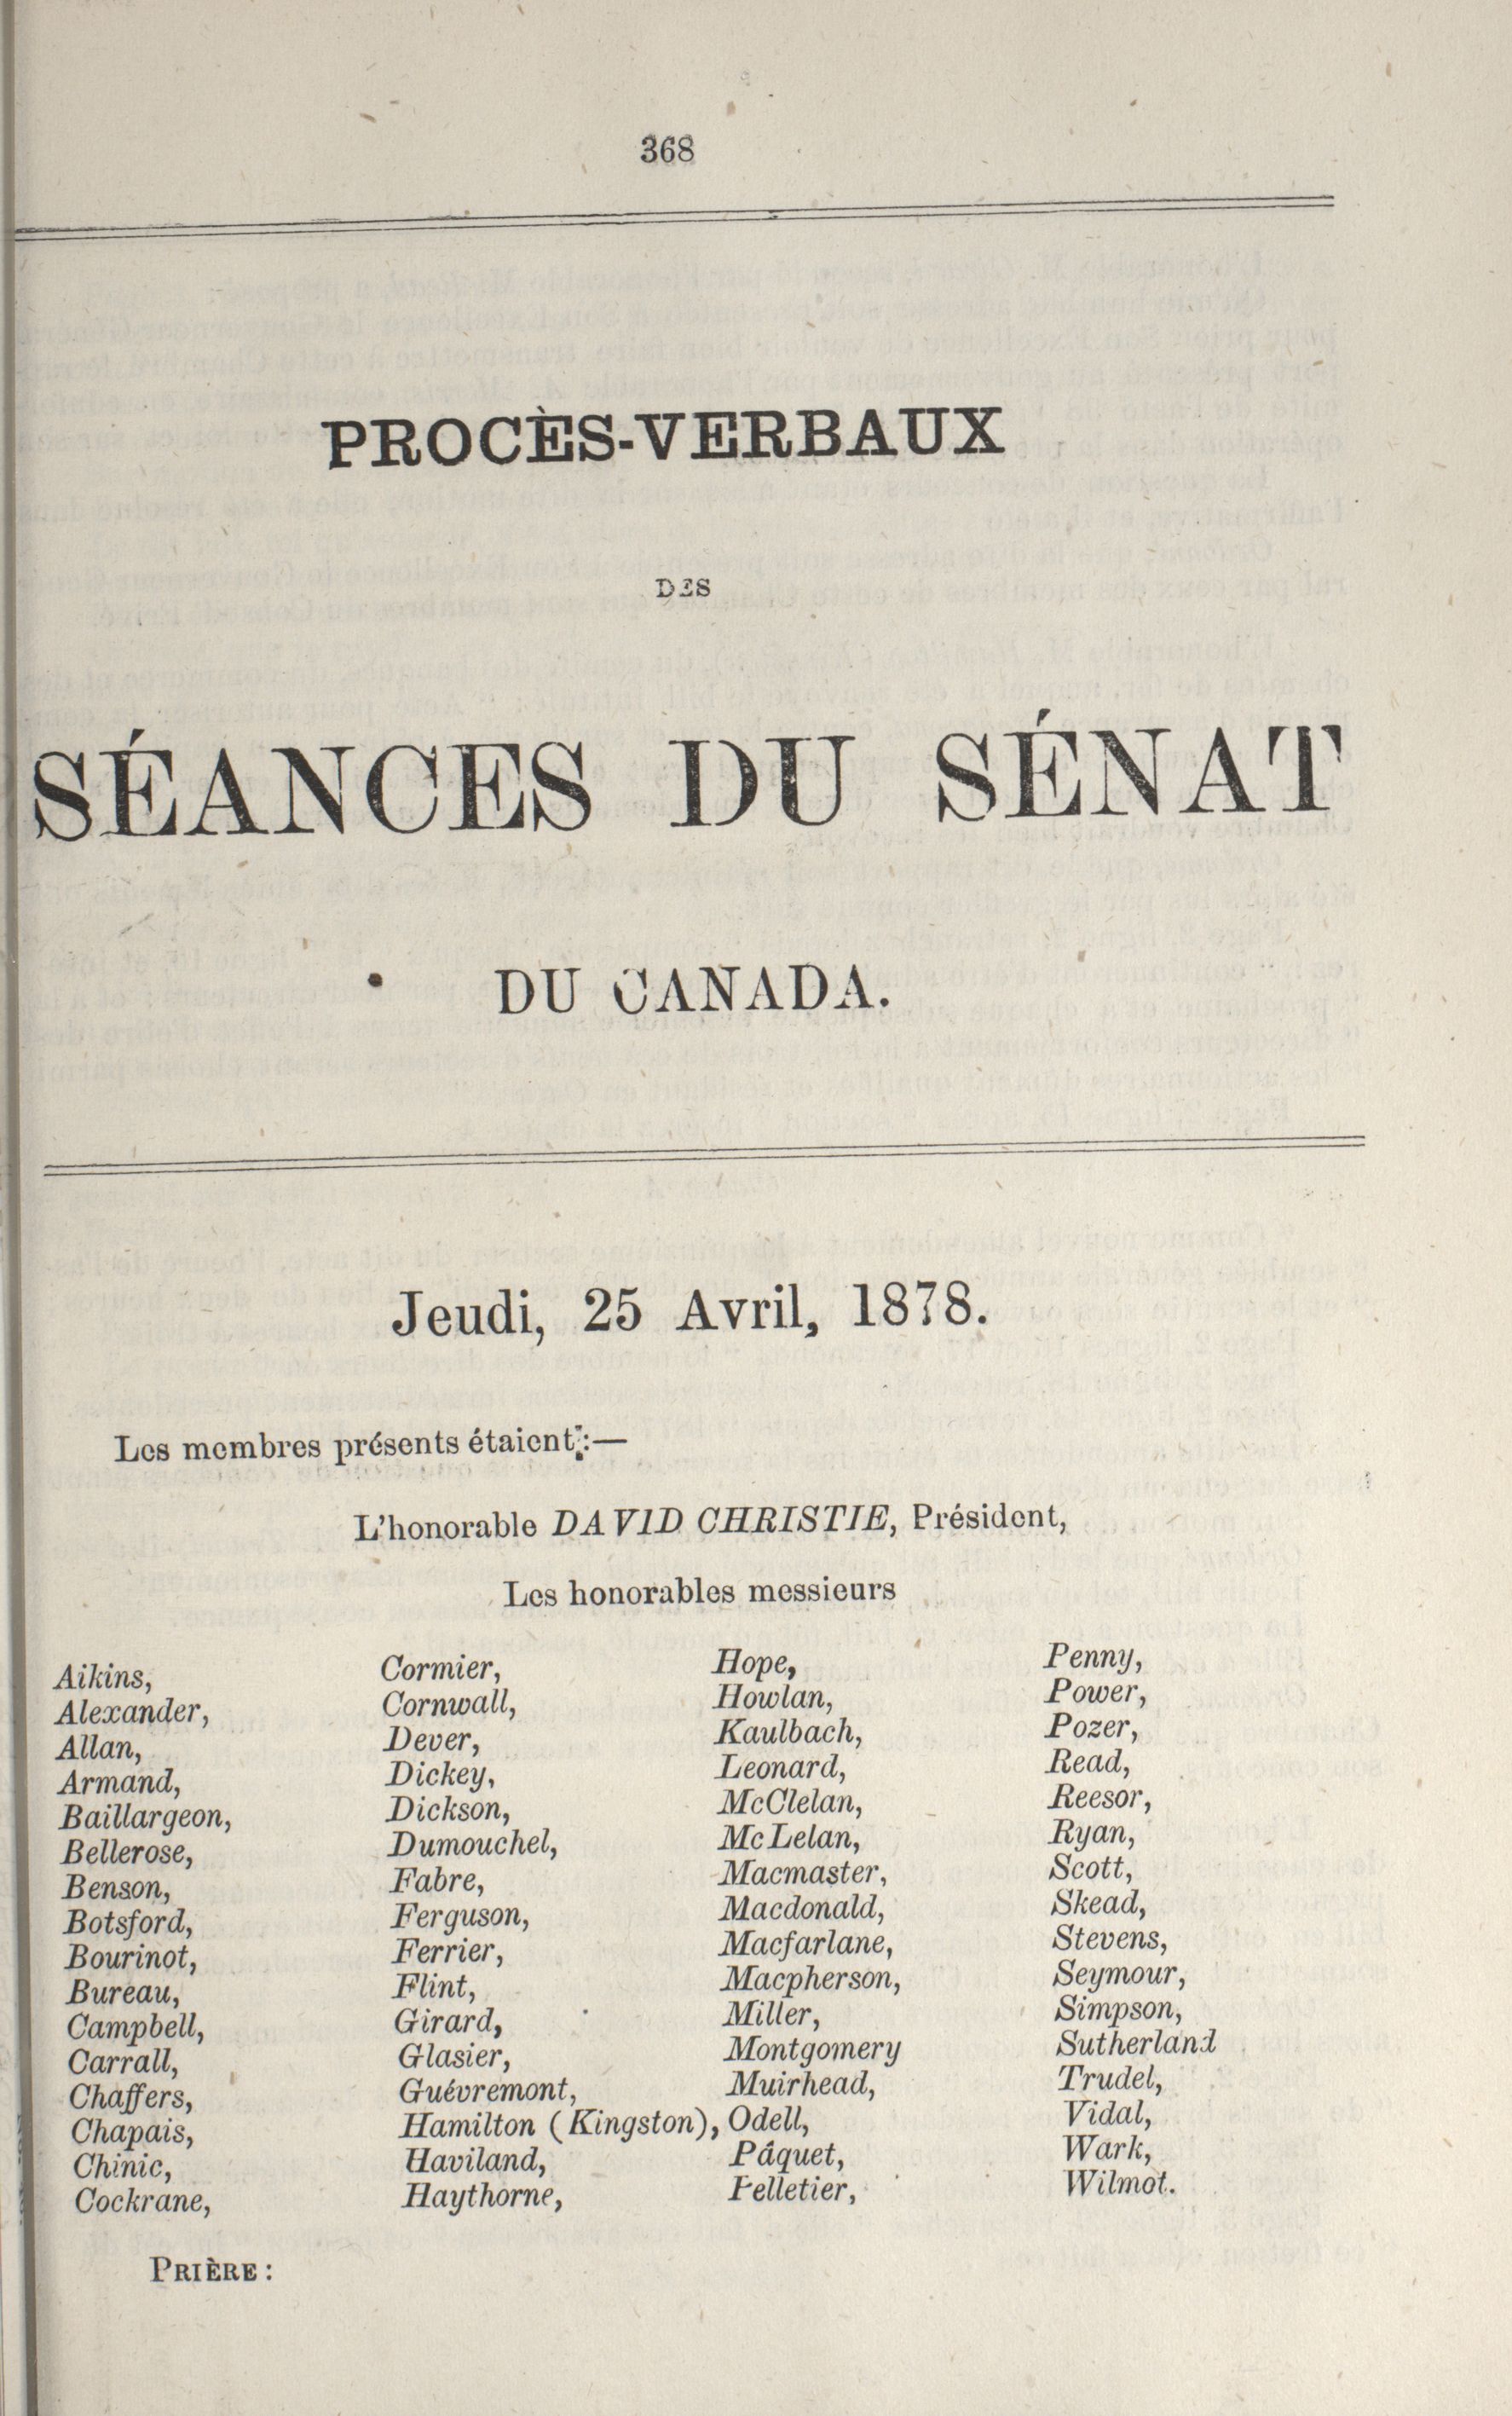 368
PROCÈS-VERBAUX
DES
SÉANCES DU SÉNAT
DU CANADA.
Jeudi, 25 Avril, 1878.
Les membres présents étaient:—
L'honorable DAVID CHRISTIE, Président,
Les honorables messieurs
Aikins,
Alexander,
Allan,
Armand,
Baillargeon,
Bellerose,
Benson,
Botsford,
Bourinot,
Bureau,
Campbell,
Carrall,
Chaffers,
Chapais,
Chinic,
Cockrane,
Cormier,
Cornwall,
Dever,
Dickey,
Dickson,
Dumouchel,
Fabre,
Ferguson,
Ferrier,
Flint,
Girard,
Glasier,
Guévremont,
Hamilton (Kingston),
Haviland,
Haythorne,
Hope,
Howlan,
Kaulbach,
Leonard,
McClelan,
McLelan,
Macmaster,
Macdonald,
Macfarlane,
Macpherson,
Miller,
Montgomery
Muirhead,
Odell,
Pâquet,
Pelletier,
Penny,
Power,
Pozer,
Read,
Reesor,
Ryan,
Scott,
Skead,
Stevens,
Seymour,
Simpson,
Sutherland
Trudel,
Vidal,
Wark,
Wilmot.
PRIÈRE: